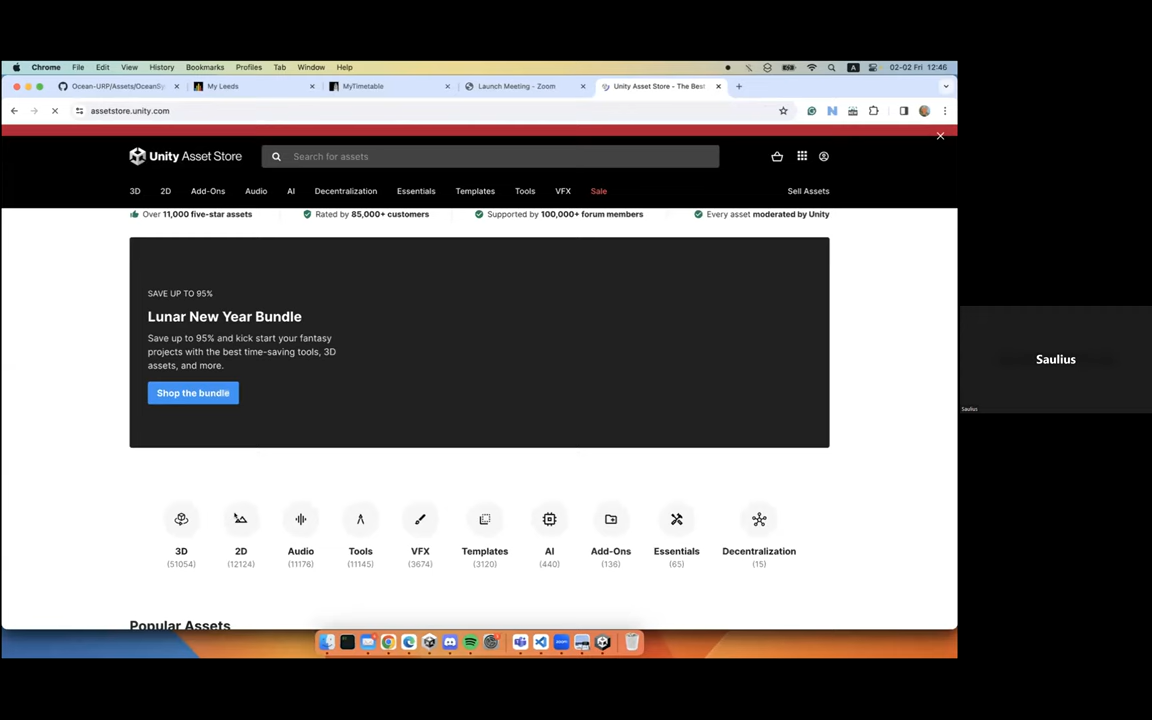 Chrome File Edit View History Bookmarks Profiles Tab Window Help A 02-02 Fri 12:46
Ocean-URP/Assets/OceanSy My Leeds MyTimetable Launch Meeting - Zoom Unity Asset Store - The Best
assetstore.unity.com
Unity Asset Store Search for assets
3D 2D Add-Ons Audio AI Decentralization Essentials Templates Tools VFX Sale Sell Assets
Over 11,000 five-star assets Rated by 85,000+ customers Supported by 100,000+ forum members Every asset moderated by Unity
SAVE UP TO 95%
Lunar New Year Bundle
Save up to 95% and kick start your fantasy
projects with the best time-saving tools, 3D
assets, and more.
Shop the bundle
Saulius
Saulius
3D 2D Audio Tools VFX Templates AI Add-Ons Essentials Decentralization
(51054) (12124) (11176) (11145) (3674) (3120) (440) (136) (65) (15)
Popular Assets